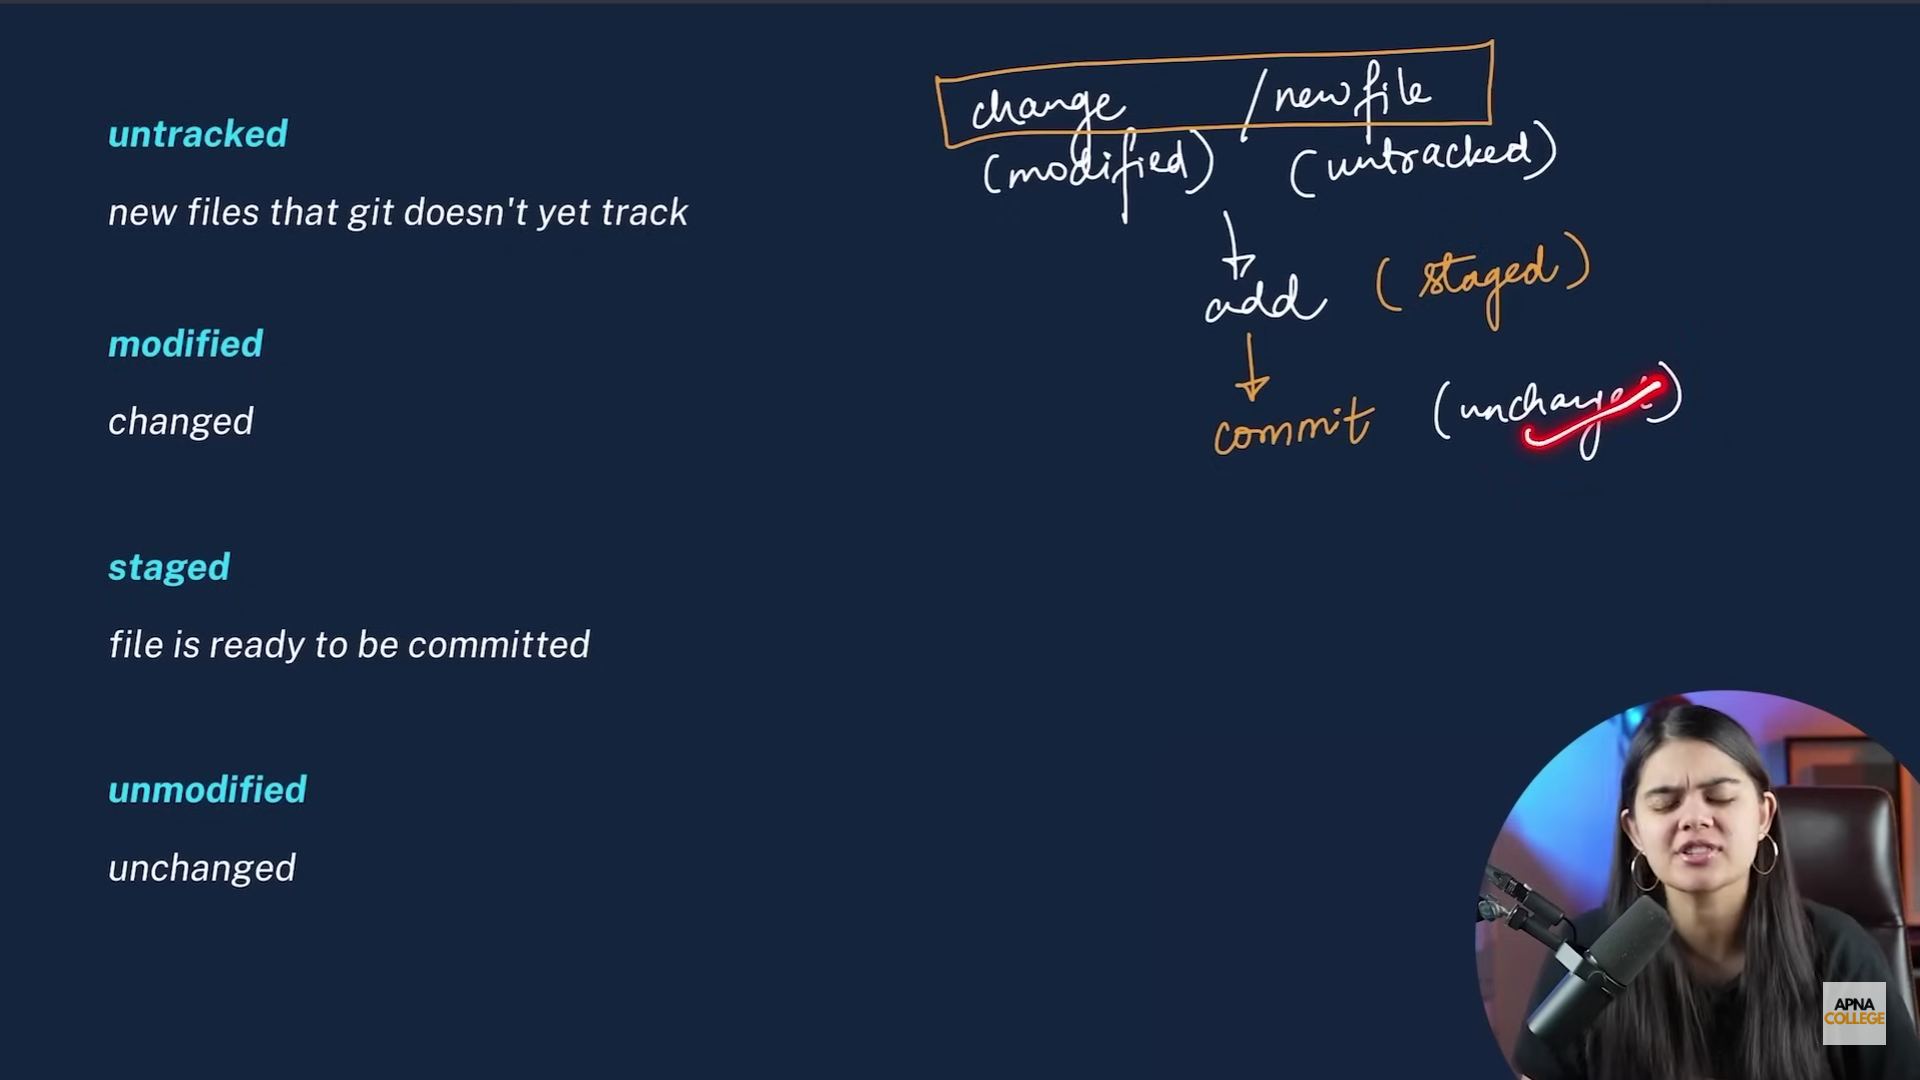 untracked
new files that git doesn't yet track
modified
changed
staged
file is ready to be committed
unmodified
unchanged
change / new file
(modified) (untracked)
add (staged)
commit
APNA
COLLEGE